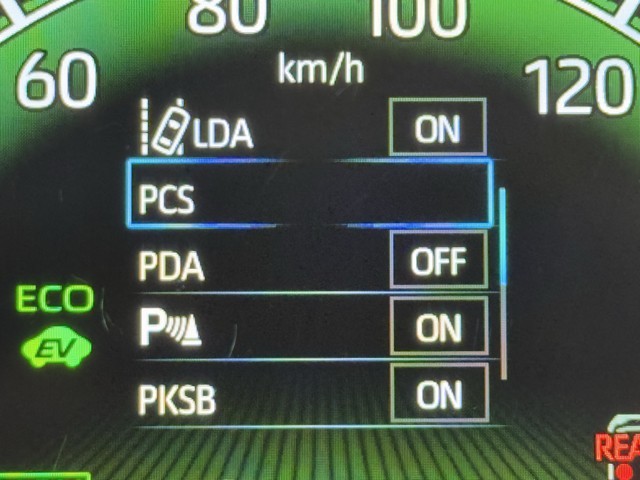 80 100
60 km/h 120
LDA ON
PCS
PDA OFF
ECO
P ON
EV
PKSB ON
REA